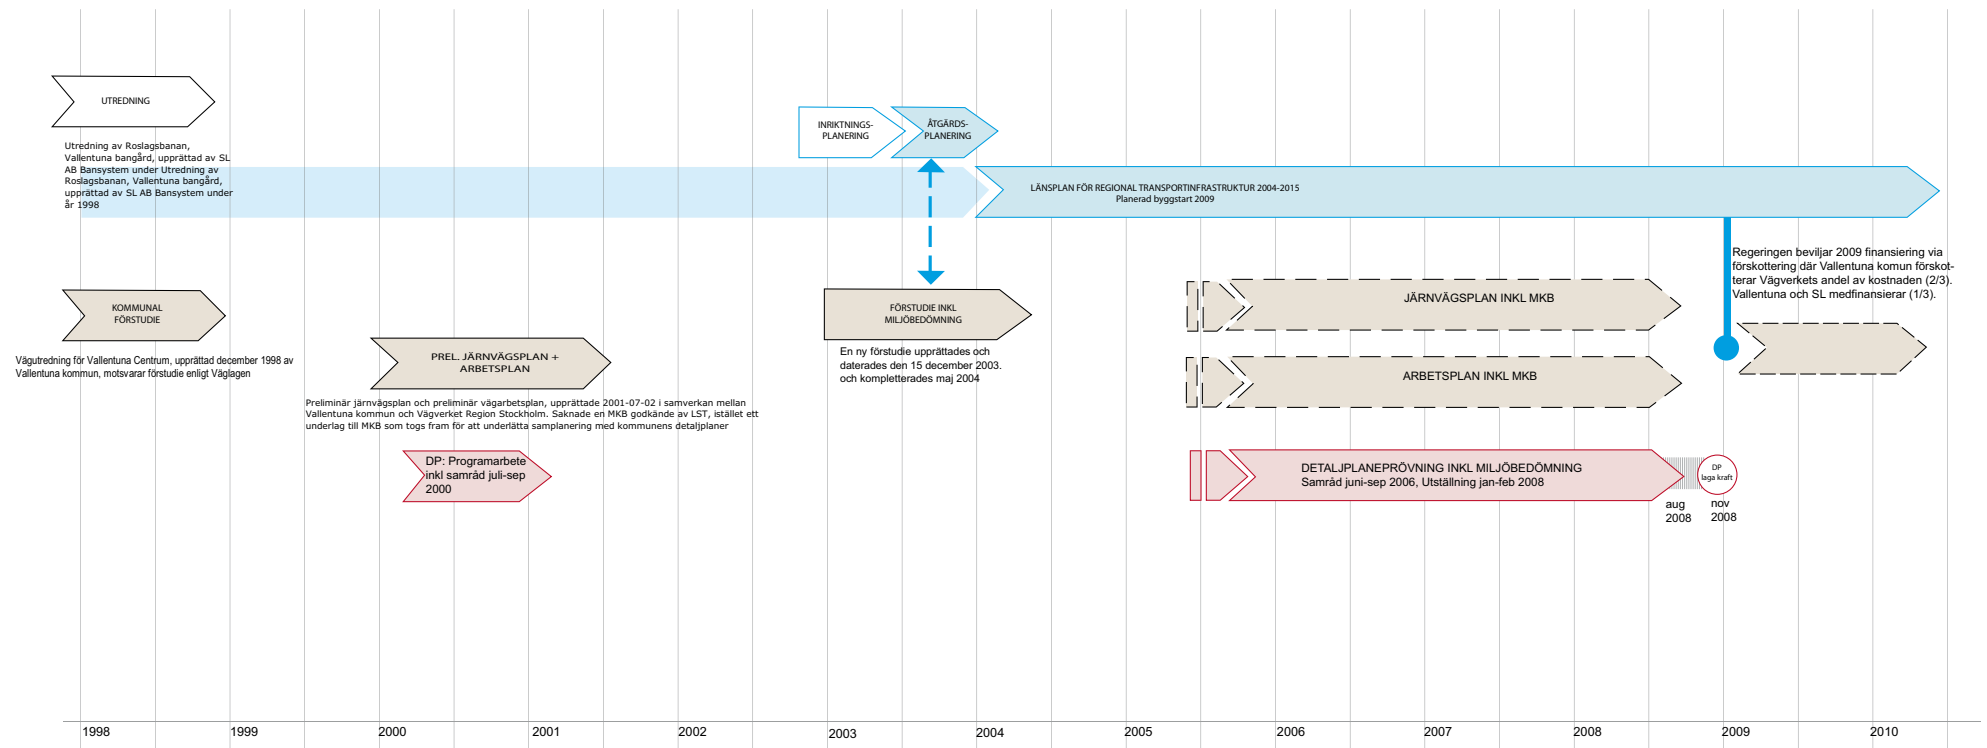 UTREDNING
Utredning av Roslagsbanan,
Vallentuna bangård, upprättad av SL
AB Bansystem under Utredning av
Roslagsbanan, Vallentuna bangård,
upprättad av SL AB Bansystem under
år 1998
INRIKTNINGS-
PLANERING
ÅTGÄRDS-
PLANERING
LÄNSPLAN FÖR REGIONAL TRANSPORTINFRASTRUKTUR 2004-2015
Planerad byggstart 2009
Regeringen beviljar 2009 finansiering via
förskottering där Vallentuna komun förskot-
terar Vägverkets andel av kostnaden (2/3).
Vallentuna och SL medfinansierar (1/3).
KOMMUNAL
FÖRSTUDIE
Vägutredning för Vallentuna Centrum, upprättad december 1998 av
Vallentuna kommun, motsvarar förstudie enligt Väglagen
PREL. JÄRNVÄGSPLAN +
ARBETSPLAN
Preliminär järnvägsplan och preliminär vägarbetsplan, upprättade 2001-07-02 i samverkan mellan
Vallentuna kommun och Vägverket Region Stockholm. Saknade en MKB godkände av LST, istället ett
underlag till MKB som togs fram för att underlätta samplanering med kommunens detaljplaner
FÖRSTUDIE INKL
MILJÖBEDÖMNING
En ny förstudie upprättades och
daterades den 15 december 2003.
och kompletterades maj 2004
JÄRNVÄGSPLAN INKL MKB
ARBETSPLAN INKL MKB
DP: Programarbete
inkl samråd juli-sep
2000
DETALJPLANEPRÖVNING INKL MILJÖBEDÖMNING
Samråd juni-sep 2006, Utställning jan-feb 2008
DP
laga kraft
aug
2008
nov
2008
1998
1999
2000
2001
2002
2003
2004
2005
2006
2007
2008
2009
2010